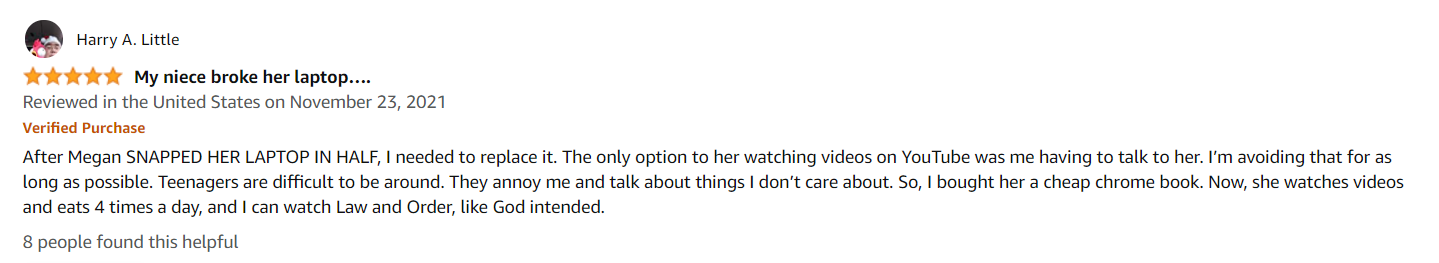 Harry A. Little
My niece broke her laptop....
Reviewed in the United States on November 23, 2021
Verified Purchase
After Megan SNAPPED HER LAPTOP IN HALF, I needed to replace it. The only option to her watching videos on YouTube was me having to talk to her. I’m avoiding that for as
long as possible. Teenagers are difficult to be around. They annoy me and talk about things I don’t care about. So, I bought her a cheap chrome book. Now, she watches videos
and eats 4 times a day, and I can watch Law and Order, like God intended.
8 people found this helpful